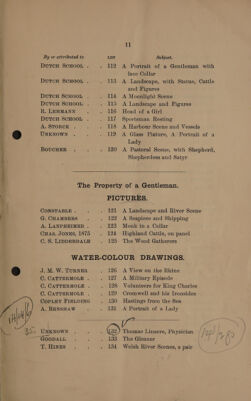 11
By or attributed to LOT Subject.
DUTCH SCHOOL . . 112 A Portrait of a Gentleman with
lace Collar
DUTCH SCHOOL . . 113 A Landscape, with Statue, Cattle
and Figures
DUTCH SCHOOL . . 114 A Moonlight Scene
DUTCH SCHOOL . . 115 A Landscape and Figures
R. LEHMANN . . 116 Head of a Girl
DUTCH SCHOOL . . 117 Sportsman Resting
A. STORCK . . . 118 A Harbour Scene and Vessels
UNKNOWN . . . 119 A Glass Picture, A Portrait of a
Lady
BOUCHER . . . 120 A Pastoral Scene, with Shepherd,
Shepherdess and Satyr
The Property of a Gentleman.
PICTURES.
CONSTABLE . . . 121 A Landscape and River Scene
G. CHAMBERS . . 122 A Seapiece and Shipping
A. LANFHEIMED . . 123 Monk in a Cellar
CHAS. JONES, 1875 . 124 Highland Cattle, on panel
C. S. LIDDERDALE . 125 The Wood Gatherers
WATER-COLOUR DRAWINGS.
J. M. W. TURNER . 126 A View on the Rhine
C. CATTERMOLE . . 127 A Military Episode
C. CATTERMOLE . . 128 Volunteers for King Charles
C. CATTERMOLE . . 129 Cromwell and his Ironsides
COPLEY FIELDING . 130 Hastings from the Sea
A. HENSHAW . . 131 A Portrait of a Lady
UNKNOWN . . . 132 Thomas Linacre, Physician
GOODALL . . . 133 The Gleaner
T. HINES . . . 134 Welsh River Scenes, a pair